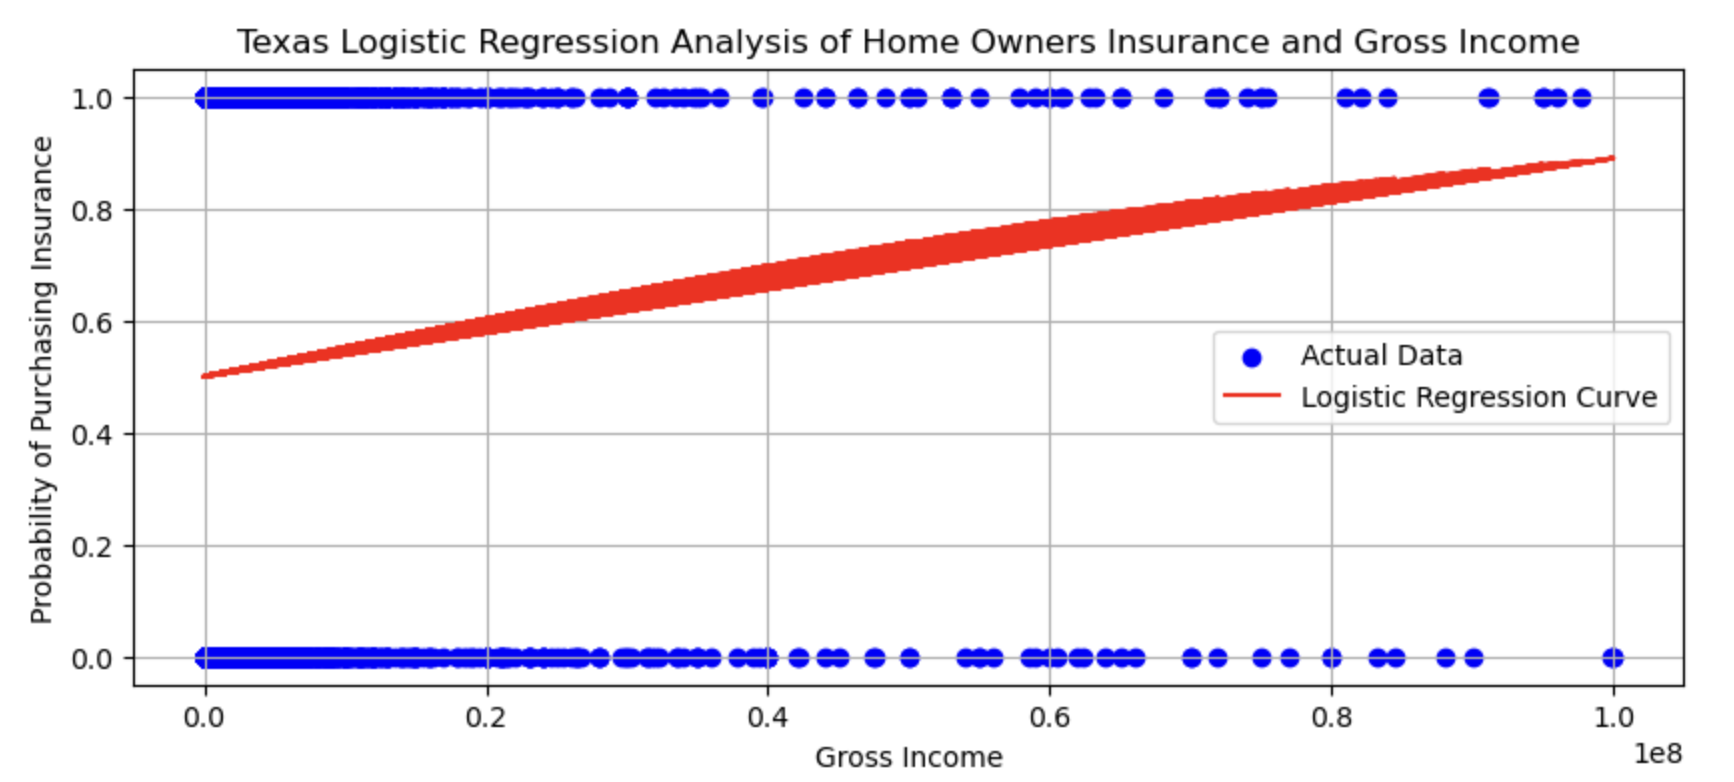 Texas Logistic Regression Analysis of Home Owners Insurance and Gross Income
Probability of Purchasing Insurance
1.0
0.8
0.6
0.4
0.2
0.0
Actual Data
Logistic Regression Curve
0.0 0.2 0.4 0.6 0.8 1.0
1e8
Gross Income